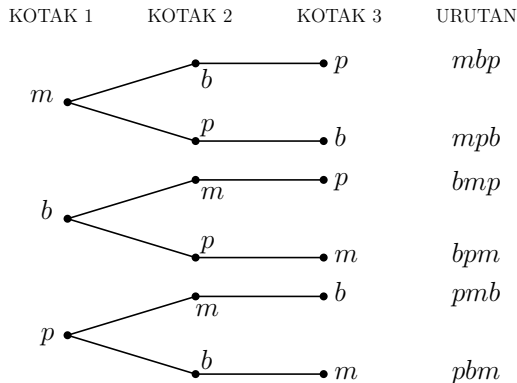 KOTAK 1 KOTAK 2 KOTAK 3 URUTAN
m b p mbp
p b mpb
b m p bmp
p m bpm
p m b pmb
b m pbm